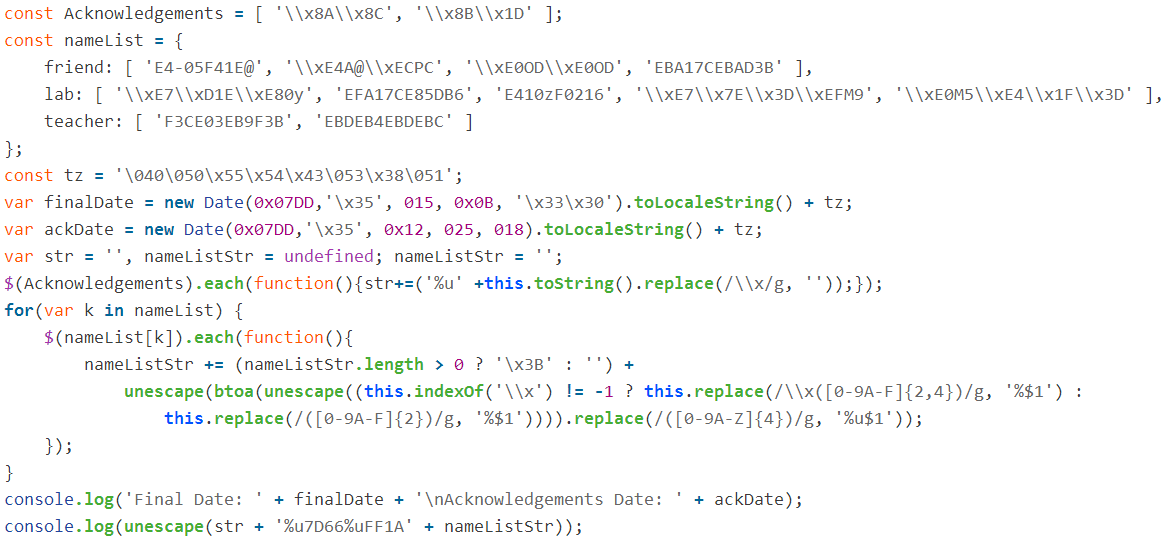 const Acknowledgements = [ '\\x8A\\x8C', '\\x8B\\x1D' ];
const nameList = {
    friend: [ 'E4-05F41E@', '\\xE4A@\\xECPC', '\\xE0OD\\xE0OD', 'EBA17CEBAD3B' ],
    lab: [ '\\xE7\\xD1E\\xE80y', 'EFA17CE85DB6', 'E410zF0216', '\\xE7\\x7E\\x3D\\xEFM9', '\\xE0M5\\xE4\\x1F\\x3D' ],
    teacher: [ 'F3CE03EB9F3B', 'EBDEB4EBDEBC' ]
};
const tz = '\040\050\x55\x54\x43\053\x38\051';
var finalDate = new Date(0x07DD,'\x35', 015, 0x0B, '\x33\x30').toLocaleString() + tz;
var ackDate = new Date(0x07DD,'\x35', 0x12, 025, 018).toLocaleString() + tz;
var str = '', nameListStr = undefined; nameListStr = '';
$(Acknowledgements).each(function(){str+=('%u' +this.toString().replace(/\\x/g, ''));});
for(var k in nameList) {
    $(nameList[k]).each(function(){
        nameListStr += (nameListStr.length > 0 ? '\x3B' : '') +
            unescape(btoa(unescape((this.indexOf('\\x') != -1 ? this.replace(/\\x([0-9A-F]{2,4})/g, '%$1') :
                this.replace(/([0-9A-F]{2})/g, '%$1')))).replace(/([0-9A-Z]{4})/g, '%u$1'));
    });
}
console.log('Final Date: ' + finalDate + '\nAcknowledgements Date: ' + ackDate);
console.log(unescape(str + '%u7D66%uFF1A' + nameListStr));